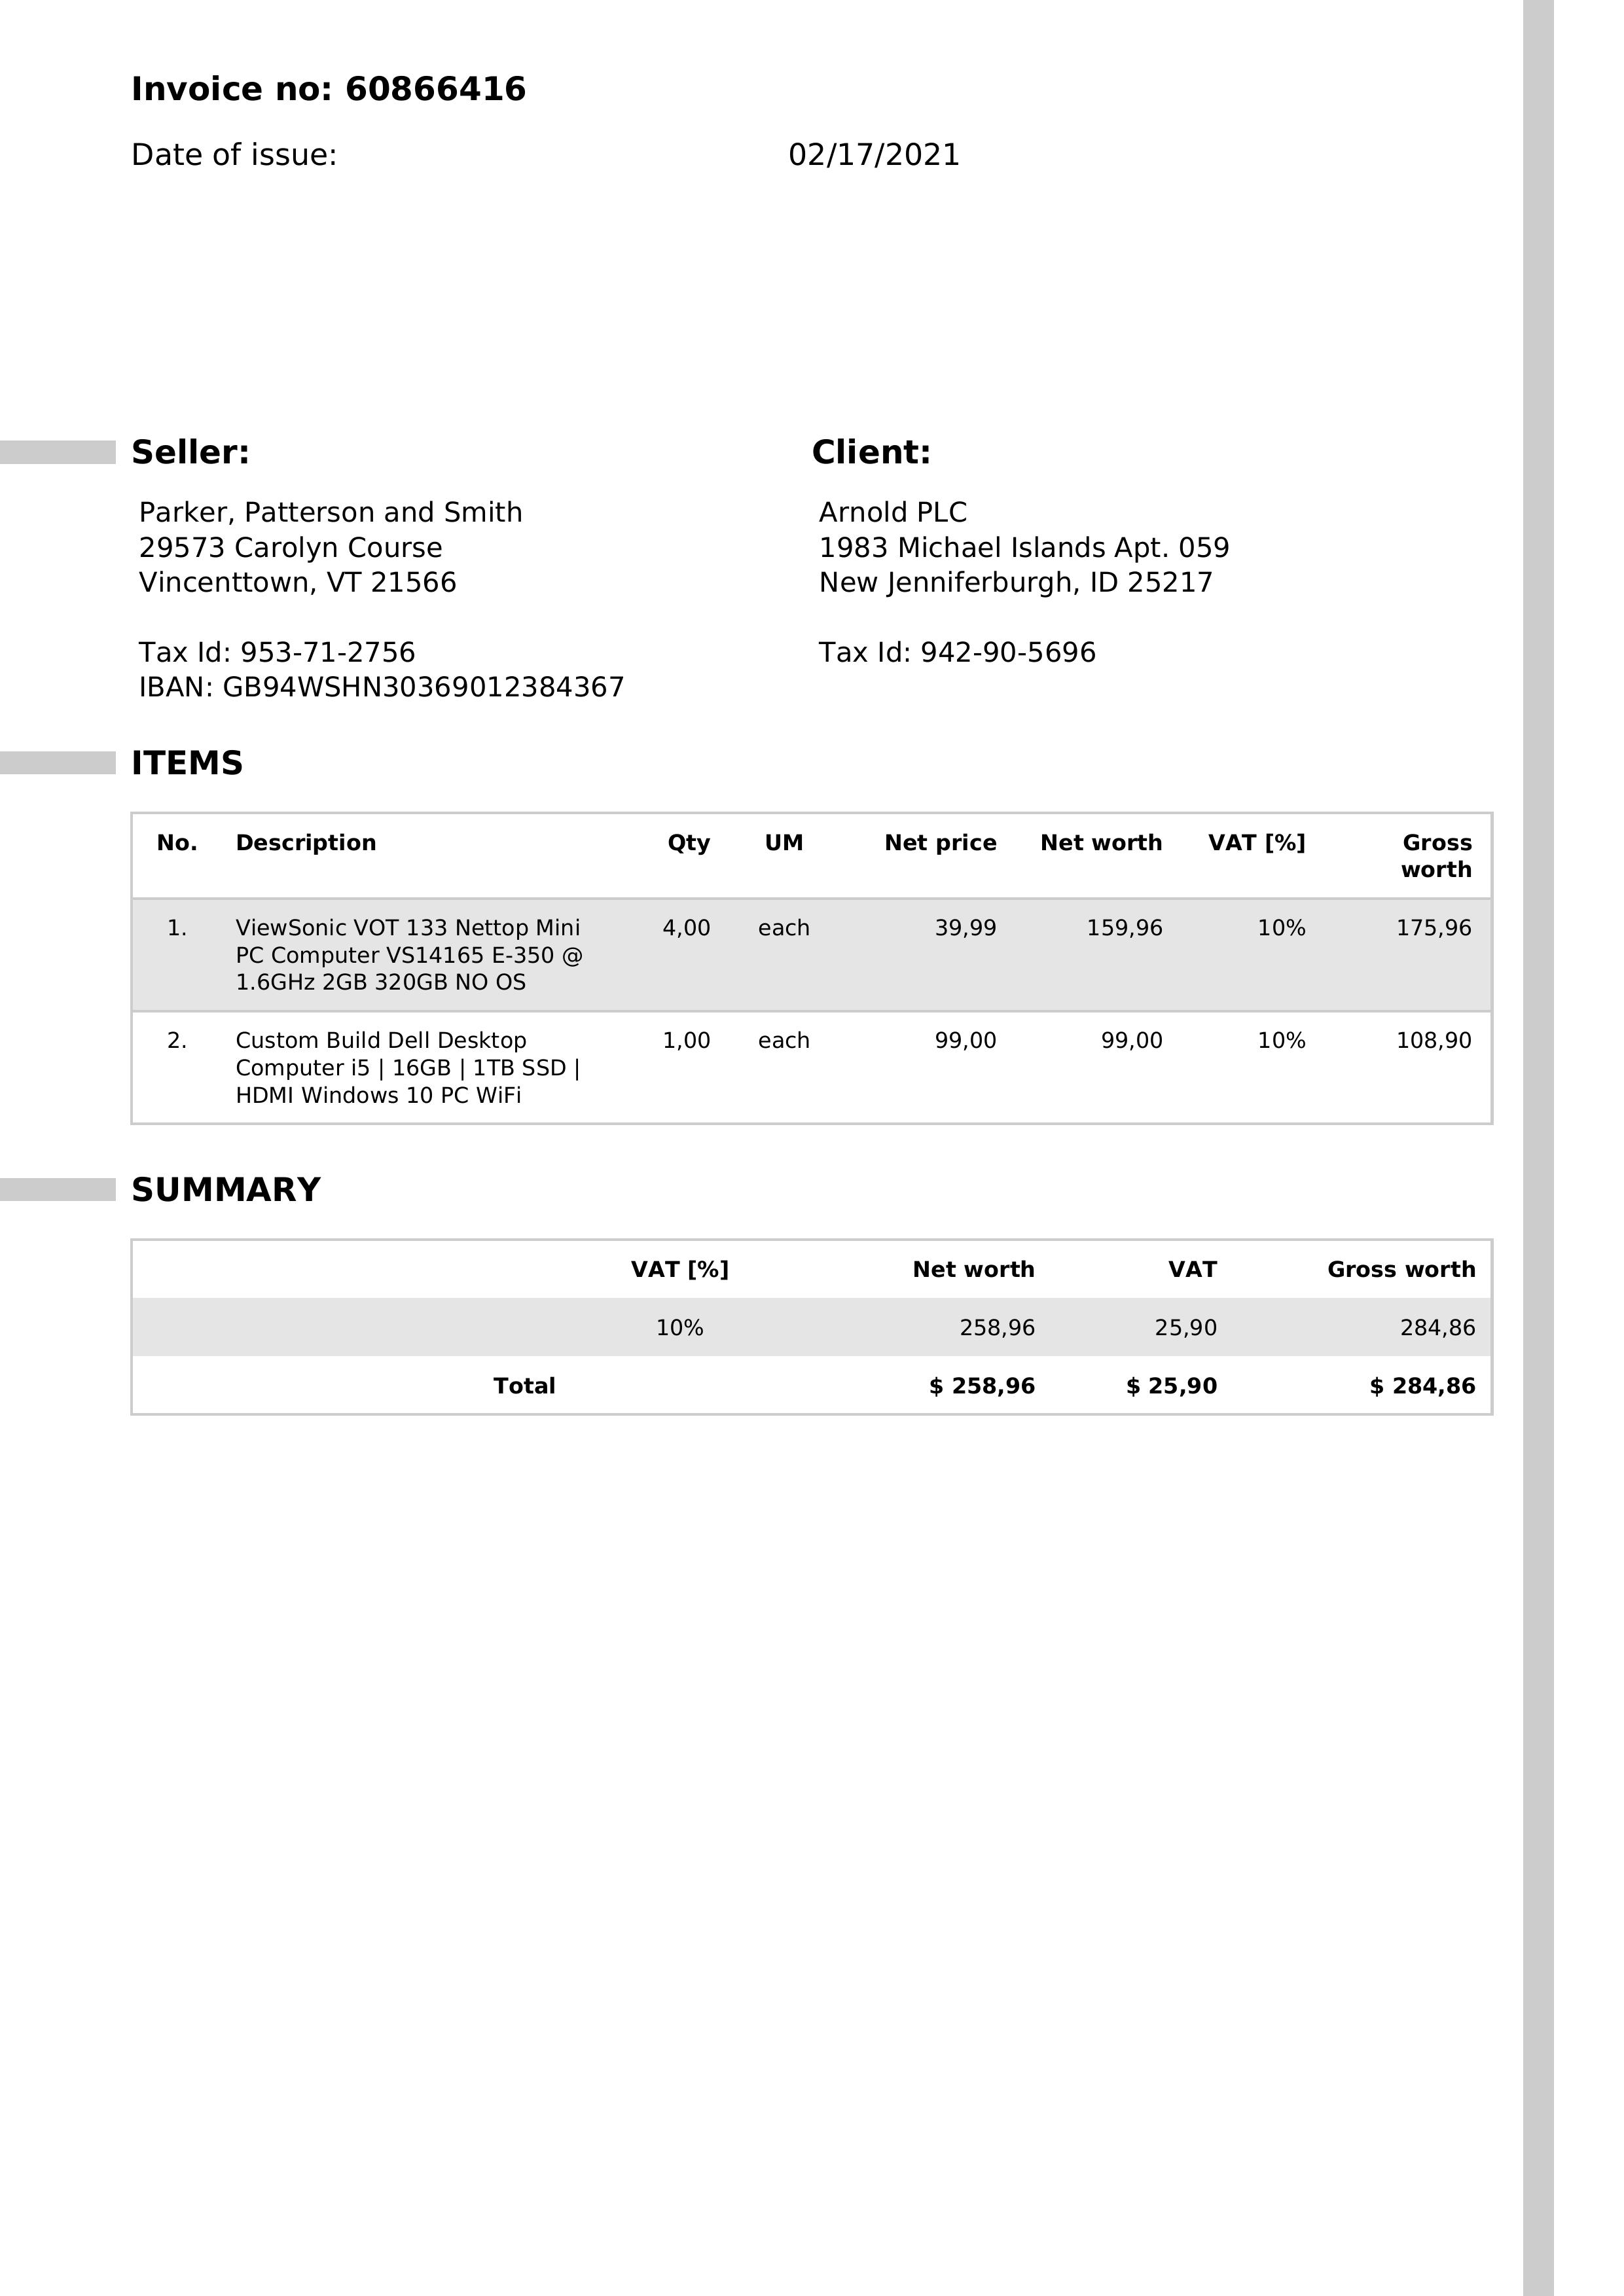 Invoice no: 60866416
Date of issue: 02/17/2021
Seller:
Parker, Patterson and Smith
29573 Carolyn Course
Vincenttown, VT 21566
Tax Id: 953-71-2756
IBAN: GB94WSHN30369012384367
Client:
Arnold PLC
1983 Michael Islands Apt. 059
New Jenniferburgh, ID 25217
Tax Id: 942-90-5696
ITEMS
No. Description Qty UM Net price Net worth VAT [%] Gross
worth
1. ViewSonic VOT 133 Nettop Mini 4,00 each 39,99 159,96 10% 175,96
PC Computer VS14165 E-350 @
1.6GHz 2GB 320GB NO OS
2. Custom Build Dell Desktop 1,00 each 99,00 99,00 10% 108,90
Computer i5 | 16GB | 1TB SSD |
HDMI Windows 10 PC WiFi
SUMMARY
VAT [%] Net worth VAT Gross worth
10% 258,96 25,90 284,86
Total $ 258,96 $ 25,90 $ 284,86